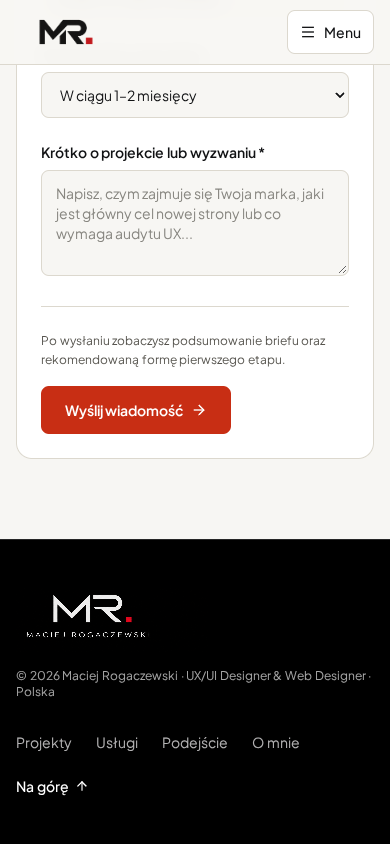 MR.
Menu
W ciągu 1–2 miesięcy
Krótko o projekcie lub wyzwaniu *
Napisz, czym zajmuje się Twoja marka, jaki
jest główny cel nowej strony lub co
wymaga audytu UX...
Po wysłaniu zobaczysz podsumowanie briefu oraz
rekomendowaną formę pierwszego etapu.
Wyślij wiadomość →
MR.
MACIEJ ROGACZEWSKI
© 2026 Maciej Rogaczewski · UX/UI Designer & Web Designer ·
Polska
Projekty Usługi Podejście O mnie
Na górę ↑